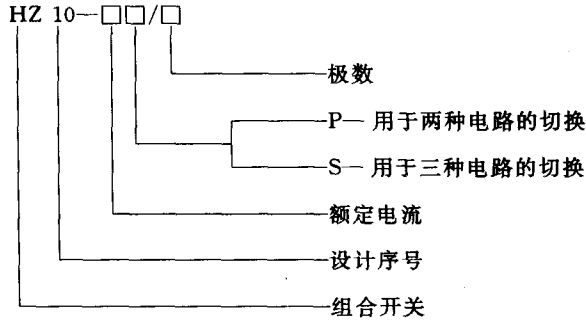 HZ 10—□□/□
极数
P— 用于两种电路的切换
S— 用于三种电路的切换
额定电流
设计序号
组合开关